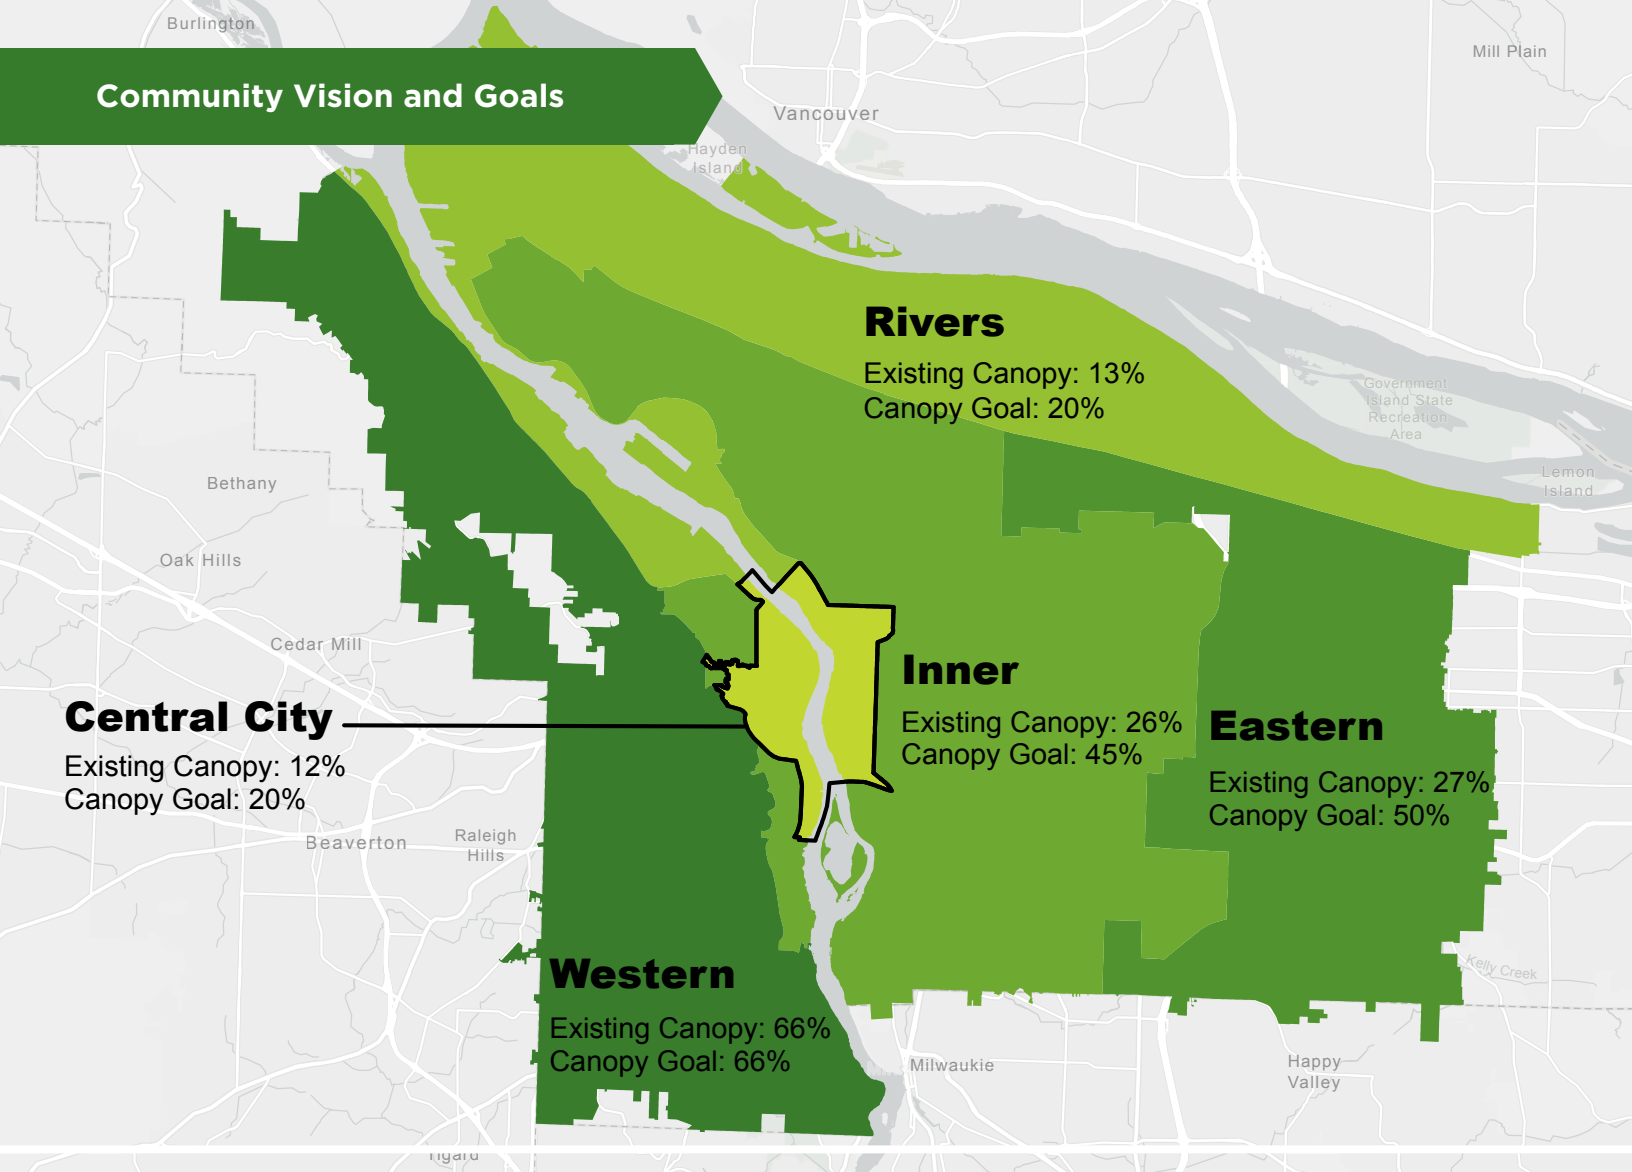 Burlington
Mill Plain
Community Vision and Goals
Vancouver
Hayden
Island
Rivers
Existing Canopy: 13%
Canopy Goal: 20%
Government
Island State
Recreation
Area
Lemon
Island
Bethany
Oak Hills
Cedar Mill
Central City
Existing Canopy: 12%
Canopy Goal: 20%
Inner
Existing Canopy: 26%
Canopy Goal: 45%
Eastern
Existing Canopy: 27%
Canopy Goal: 50%
Beaverton
Raleigh
Hills
Western
Existing Canopy: 66%
Canopy Goal: 66%
Kelly Creek
Milwaukie
Happy
Valley
Tigard